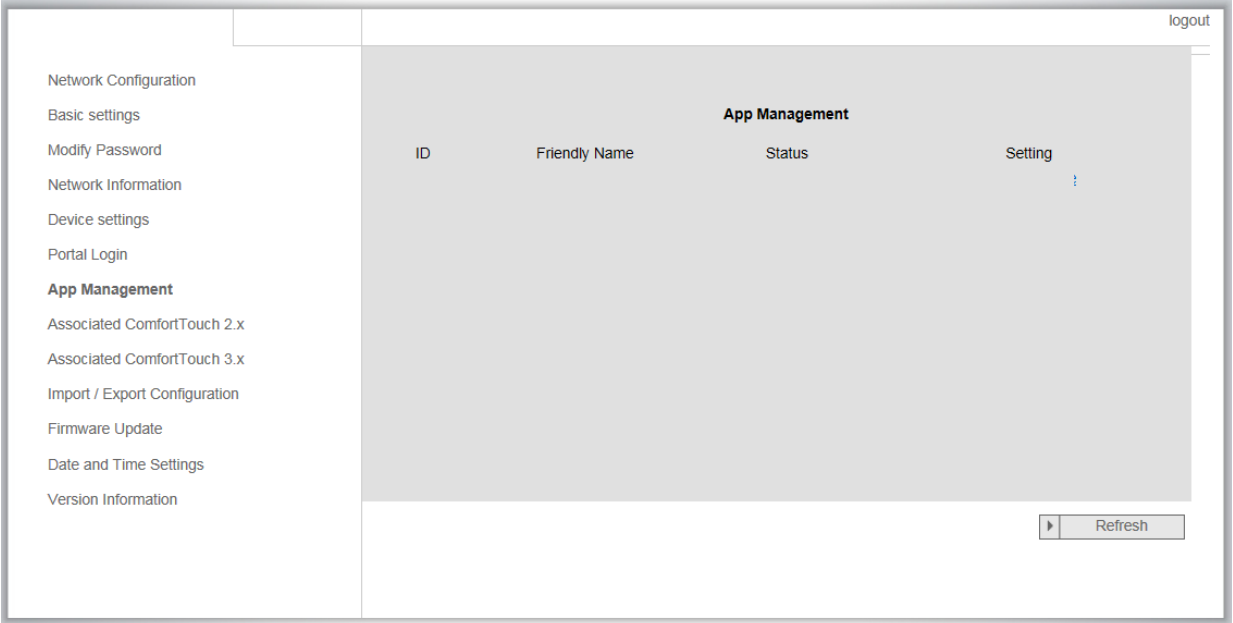 logout
Network Configuration
Basic settings
Modify Password
Network Information
Device settings
Portal Login
App Management
Associated ComfortTouch 2.x
Associated ComfortTouch 3.x
Import / Export Configuration
Firmware Update
Date and Time Settings
Version Information
App Management
ID Friendly Name Status Setting
Refresh